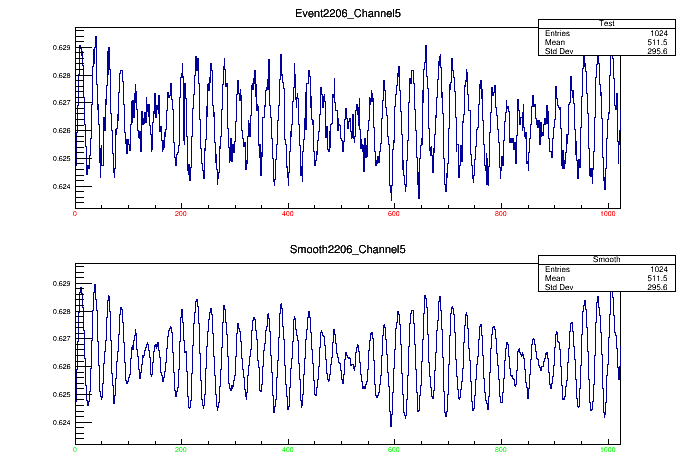 Event2206_Channel5
Test
Entries 1024
Mean 511.5
Std Dev 295.6
0.629
0.628
0.627
0.626
0.625
0.624
0 200 400 600 800 1000
Smooth2206_Channel5
Smooth
Entries 1024
Mean 511.5
Std Dev 295.6
0.629
0.628
0.627
0.626
0.625
0.624
0 200 400 600 800 1000